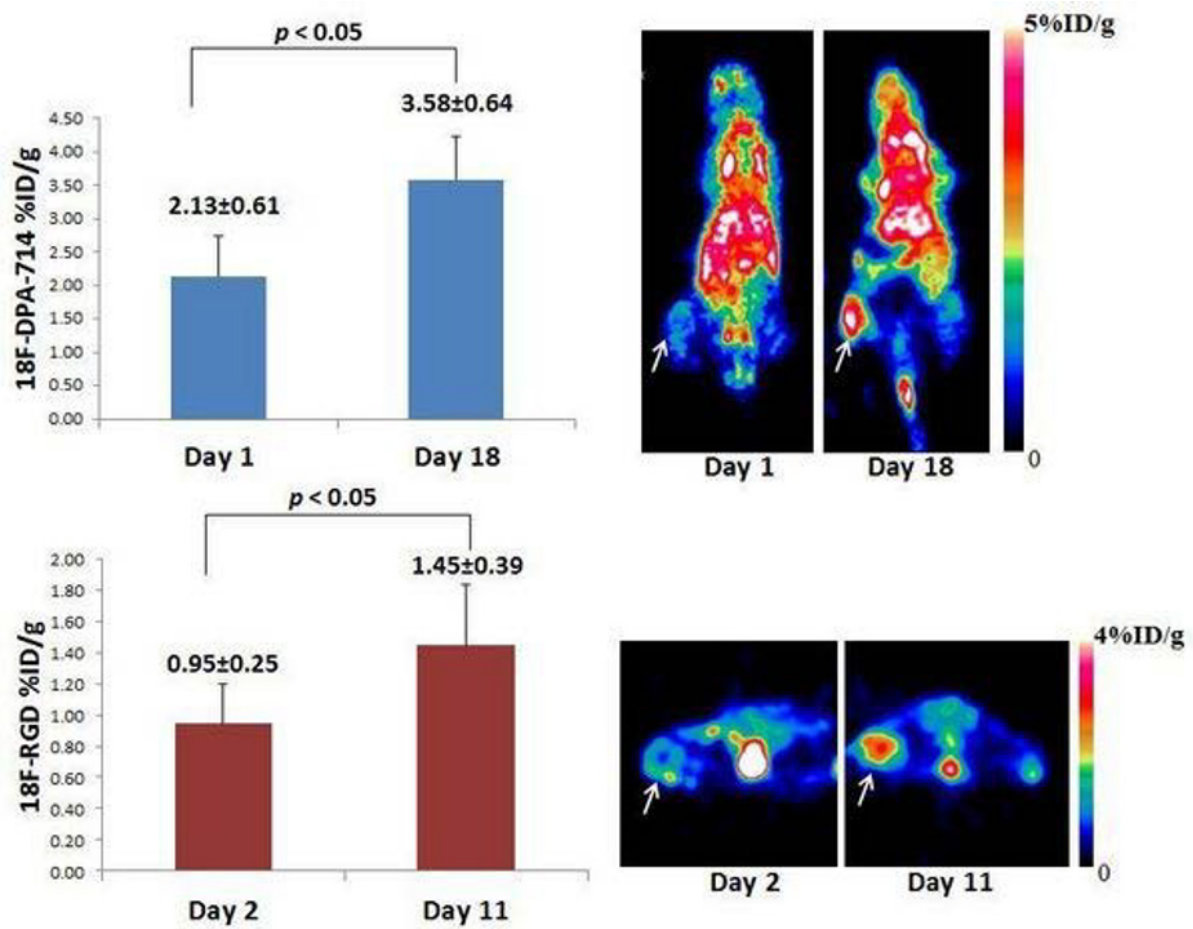 p < 0.05
3.58±0.64
2.13±0.61
18F-DPA-714 %ID/g
4.50
4.00
3.50
3.00
2.50
2.00
1.50
1.00
0.50
0.00
Day 1
Day 18
5%ID/g
0
Day 1
Day 18
p < 0.05
1.45±0.39
0.95±0.25
18F-RGD %ID/g
2.00
1.80
1.60
1.40
1.20
1.00
0.80
0.60
0.40
0.20
0.00
Day 2
Day 11
4%ID/g
0
Day 2
Day 11